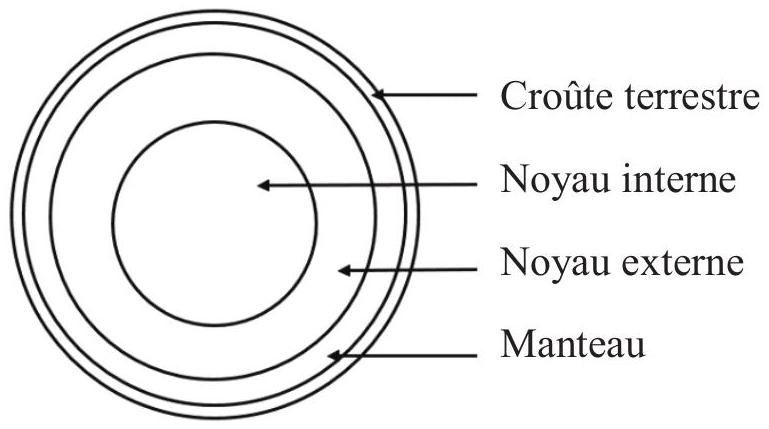 Croûte terrestre
Noyau interne
Noyau externe
Manteau